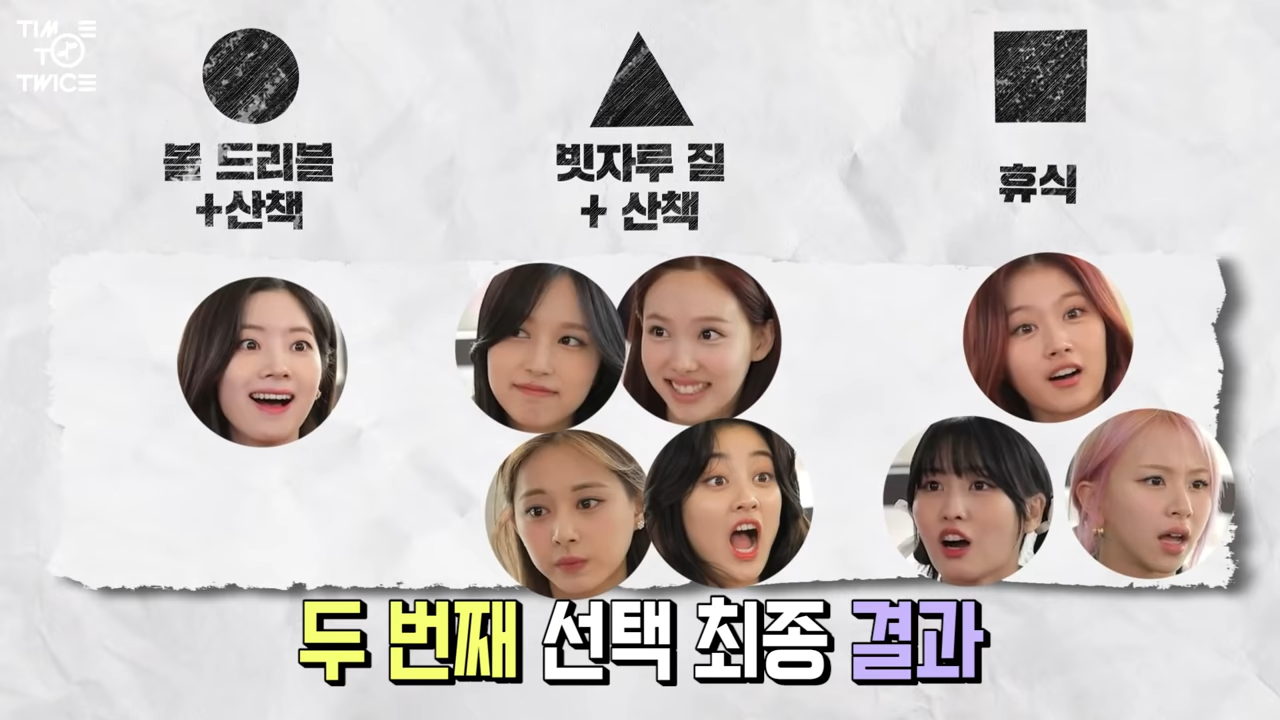 TIME
TO
TWICE
볼 드리블
+산책
빗자루 질
+ 산책
휴식
두 번째 선택 최종 결과